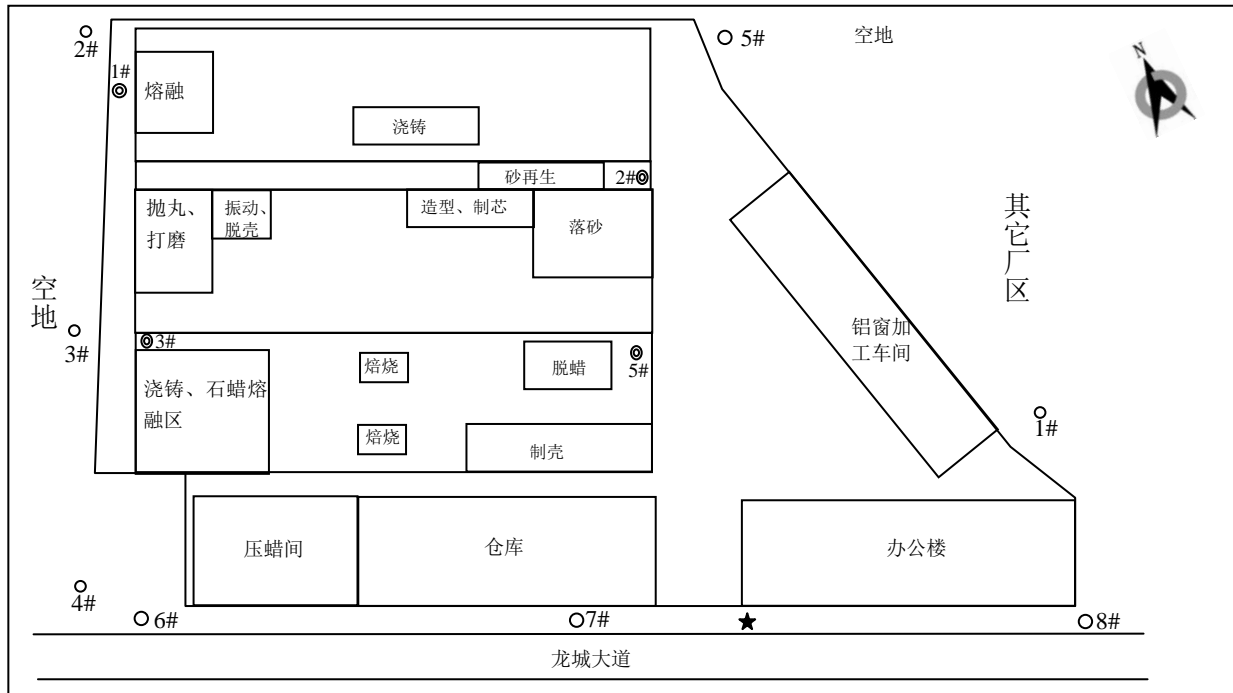 2#
5#
空地
N
1#
熔融
浇铸
砂再生
2#
抛丸、
打磨
振动、
脱壳
造型、制芯
落砂
其它厂区
空地
3#
3#
铝窗加
工车间
焙烧
脱蜡
5#
浇铸、石蜡熔
融区
焙烧
制壳
1#
压蜡间
仓库
办公楼
4#
6#
7#
8#
龙城大道